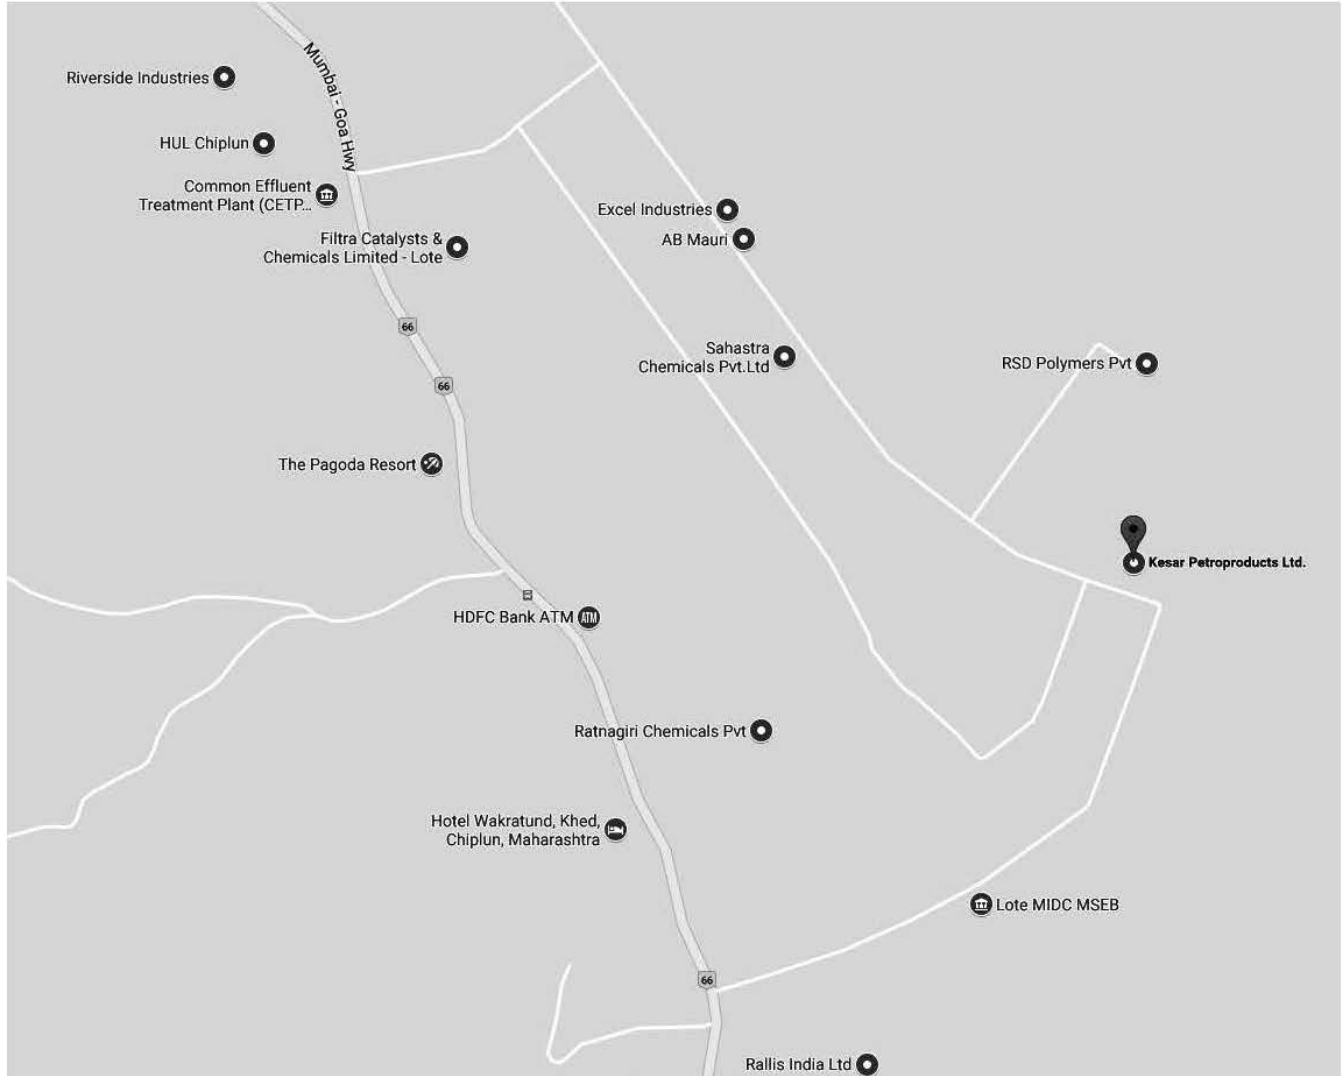 Mumbai - Goa Hwy
Riverside Industries
HUL Chiplun
Common Effluent
Treatment Plant (CETP...
Excel Industries
AB Mauri
Filtra Catalysts &
Chemicals Limited - Lote
66
Sahastra
Chemicals Pvt.Ltd
RSD Polymers Pvt
66
The Pagoda Resort
Kesar Petroproducts Ltd.
HDFC Bank ATM
ATM
Ratnagiri Chemicals Pvt
Hotel Wakratund, Khed,
Chiplun, Maharashtra
Lote MIDC MSEB
66
Rallis India Ltd